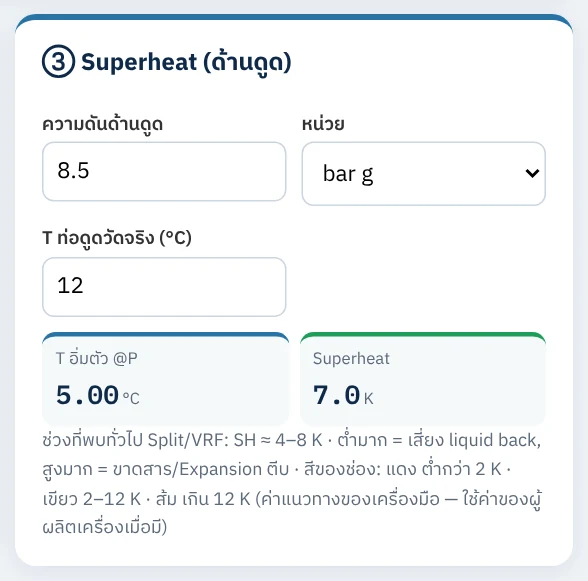 ③ Superheat (ด้านดูด)
ความดันด้านดูด
หน่วย
8.5
bar g
T ท่อดูดวัดจริง (°C)
12
T อิ่มตัว @P
Superheat
5.00 °C
7.0 K
ช่วงที่พบทั่วไป Split/VRF: SH ≈ 4–8 K · ต่ำมาก = เสี่ยง liquid back,
สูงมาก = ขาดสาร/Expansion ตีบ · สีของช่อง: แดง ต่ำกว่า 2 K ·
เขียว 2–12 K · ส้ม เกิน 12 K (ค่าแนวทางของเครื่องมือ — ใช้ค่าของผู้
ผลิตเครื่องเมื่อมี)